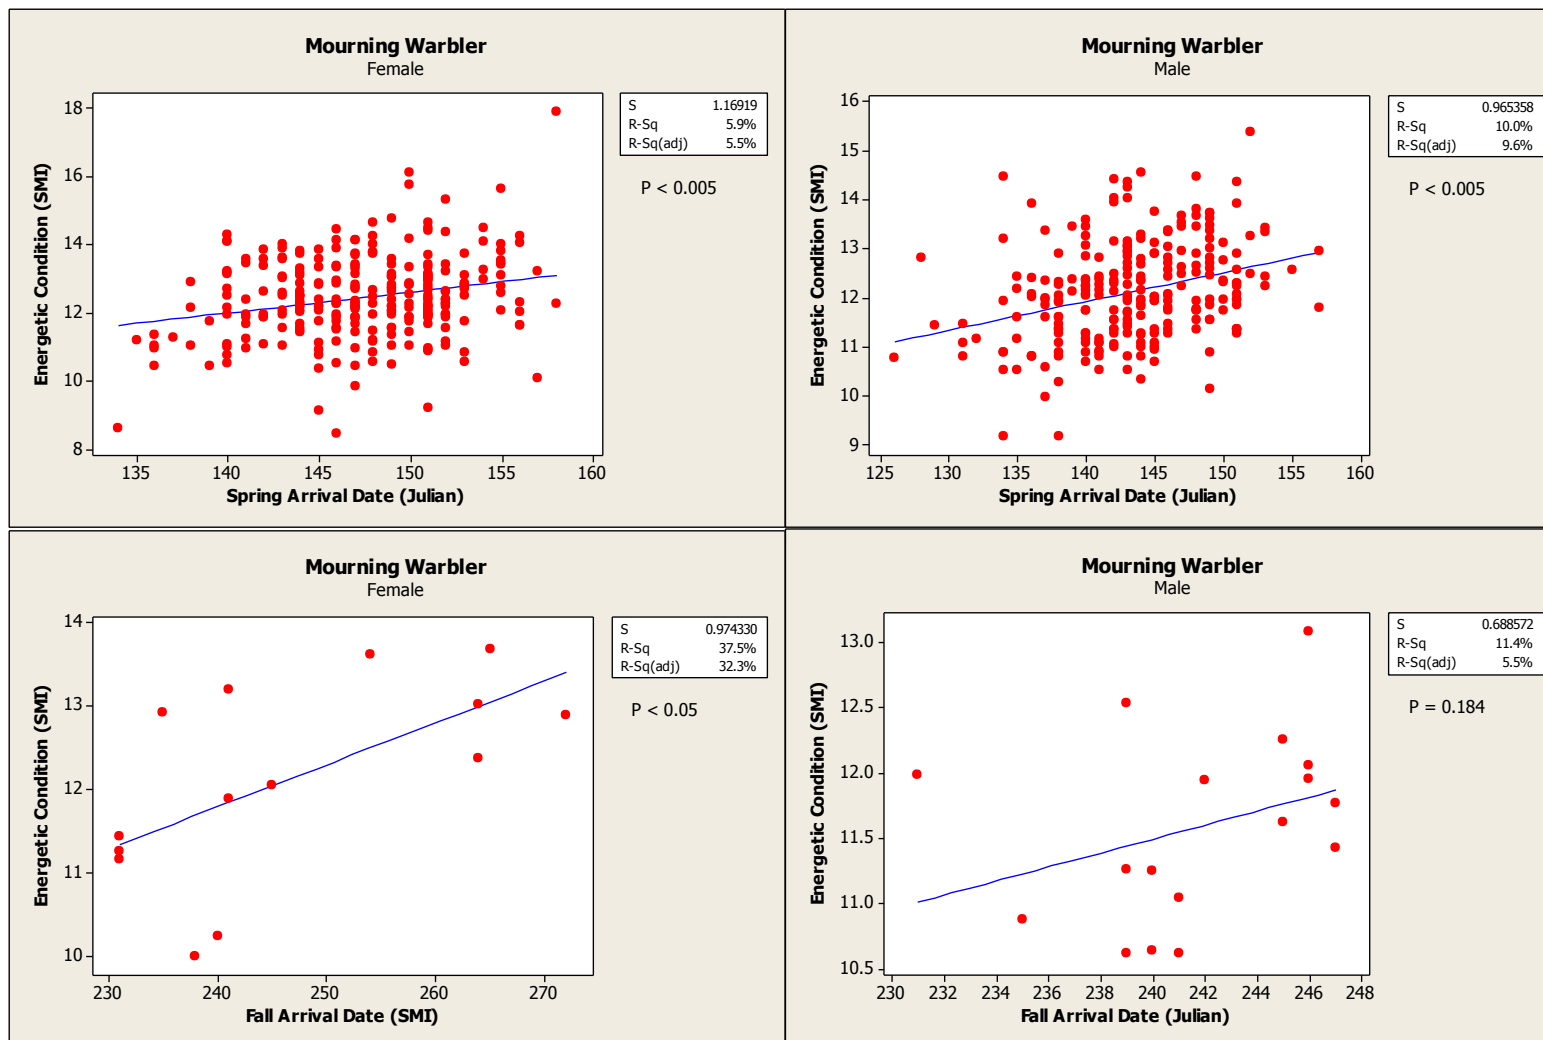 Mourning Warbler
Female
S 1.16919
R-Sq 5.9%
R-Sq(adj) 5.5%
P < 0.005
Energetic Condition (SMI)
18
16
14
12
10
8
135 140 145 150 155 160
Spring Arrival Date (Julian)
Mourning Warbler
Male
S 0.965358
R-Sq 10.0%
R-Sq(adj) 9.6%
P < 0.005
Energetic Condition (SMI)
16
15
14
13
12
11
10
9
125 130 135 140 145 150 155 160
Spring Arrival Date (Julian)
Mourning Warbler
Female
S 0.974330
R-Sq 37.5%
R-Sq(adj) 32.3%
P < 0.05
Energetic Condition (SMI)
14
13
12
11
10
230 240 250 260 270
Fall Arrival Date (SMI)
Mourning Warbler
Male
S 0.688572
R-Sq 11.4%
R-Sq(adj) 5.5%
P = 0.184
Energetic Condition (SMI)
13.0
12.5
12.0
11.5
11.0
10.5
230 232 234 236 238 240 242 244 246 248
Fall Arrival Date (Julian)